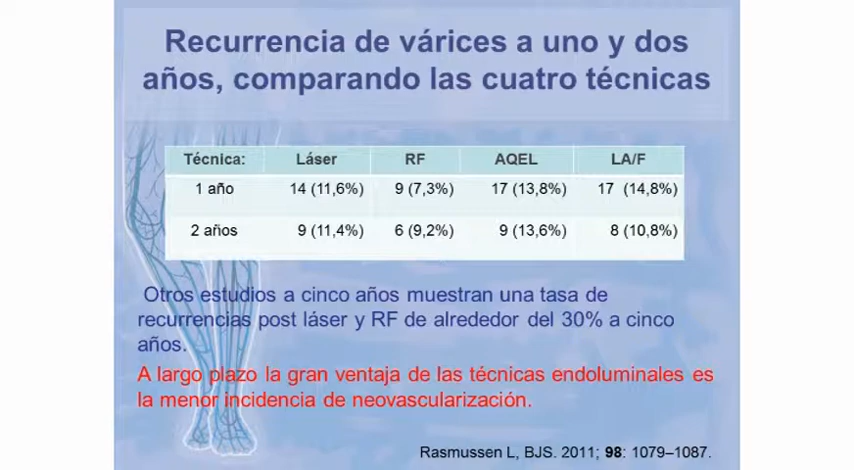 Recurrencia de várices a uno y dos
años, comparando las cuatro técnicas
Técnica: Láser RF AQEL LA/F
1 año 14 (11,6%) 9 (7,3%) 17 (13,8%) 17 (14,8%)
2 años 9 (11,4%) 6 (9,2%) 9 (13,6%) 8 (10,8%)
Otros estudios a cinco años muestran una tasa de
recurrencias post láser y RF de alrededor del 30% a cinco
años.
A largo plazo la gran ventaja de las técnicas endoluminales es
la menor incidencia de neovascularización.
Rasmussen L, BJS. 2011; 98: 1079–1087.